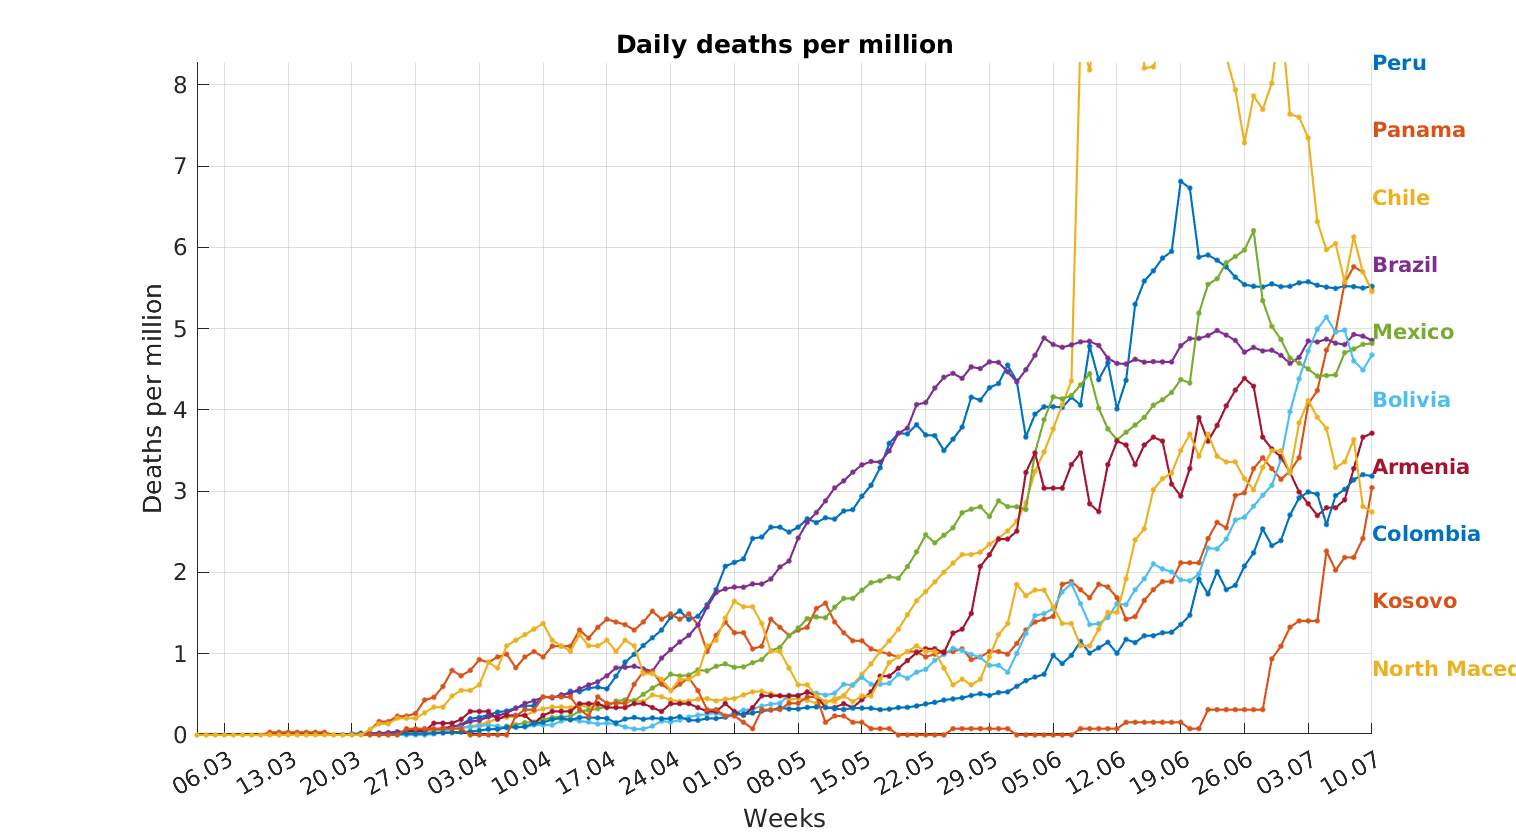 Daily deaths per million
Deaths per million
8
7
6
5
4
3
2
1
0
06.03
13.03
20.03
27.03
03.04
10.04
17.04
24.04
01.05
08.05
15.05
22.05
29.05
05.06
12.06
19.06
26.06
03.07
10.07
Weeks
Peru
Panama
Chile
Brazil
Mexico
Bolivia
Armenia
Colombia
Kosovo
North Maced